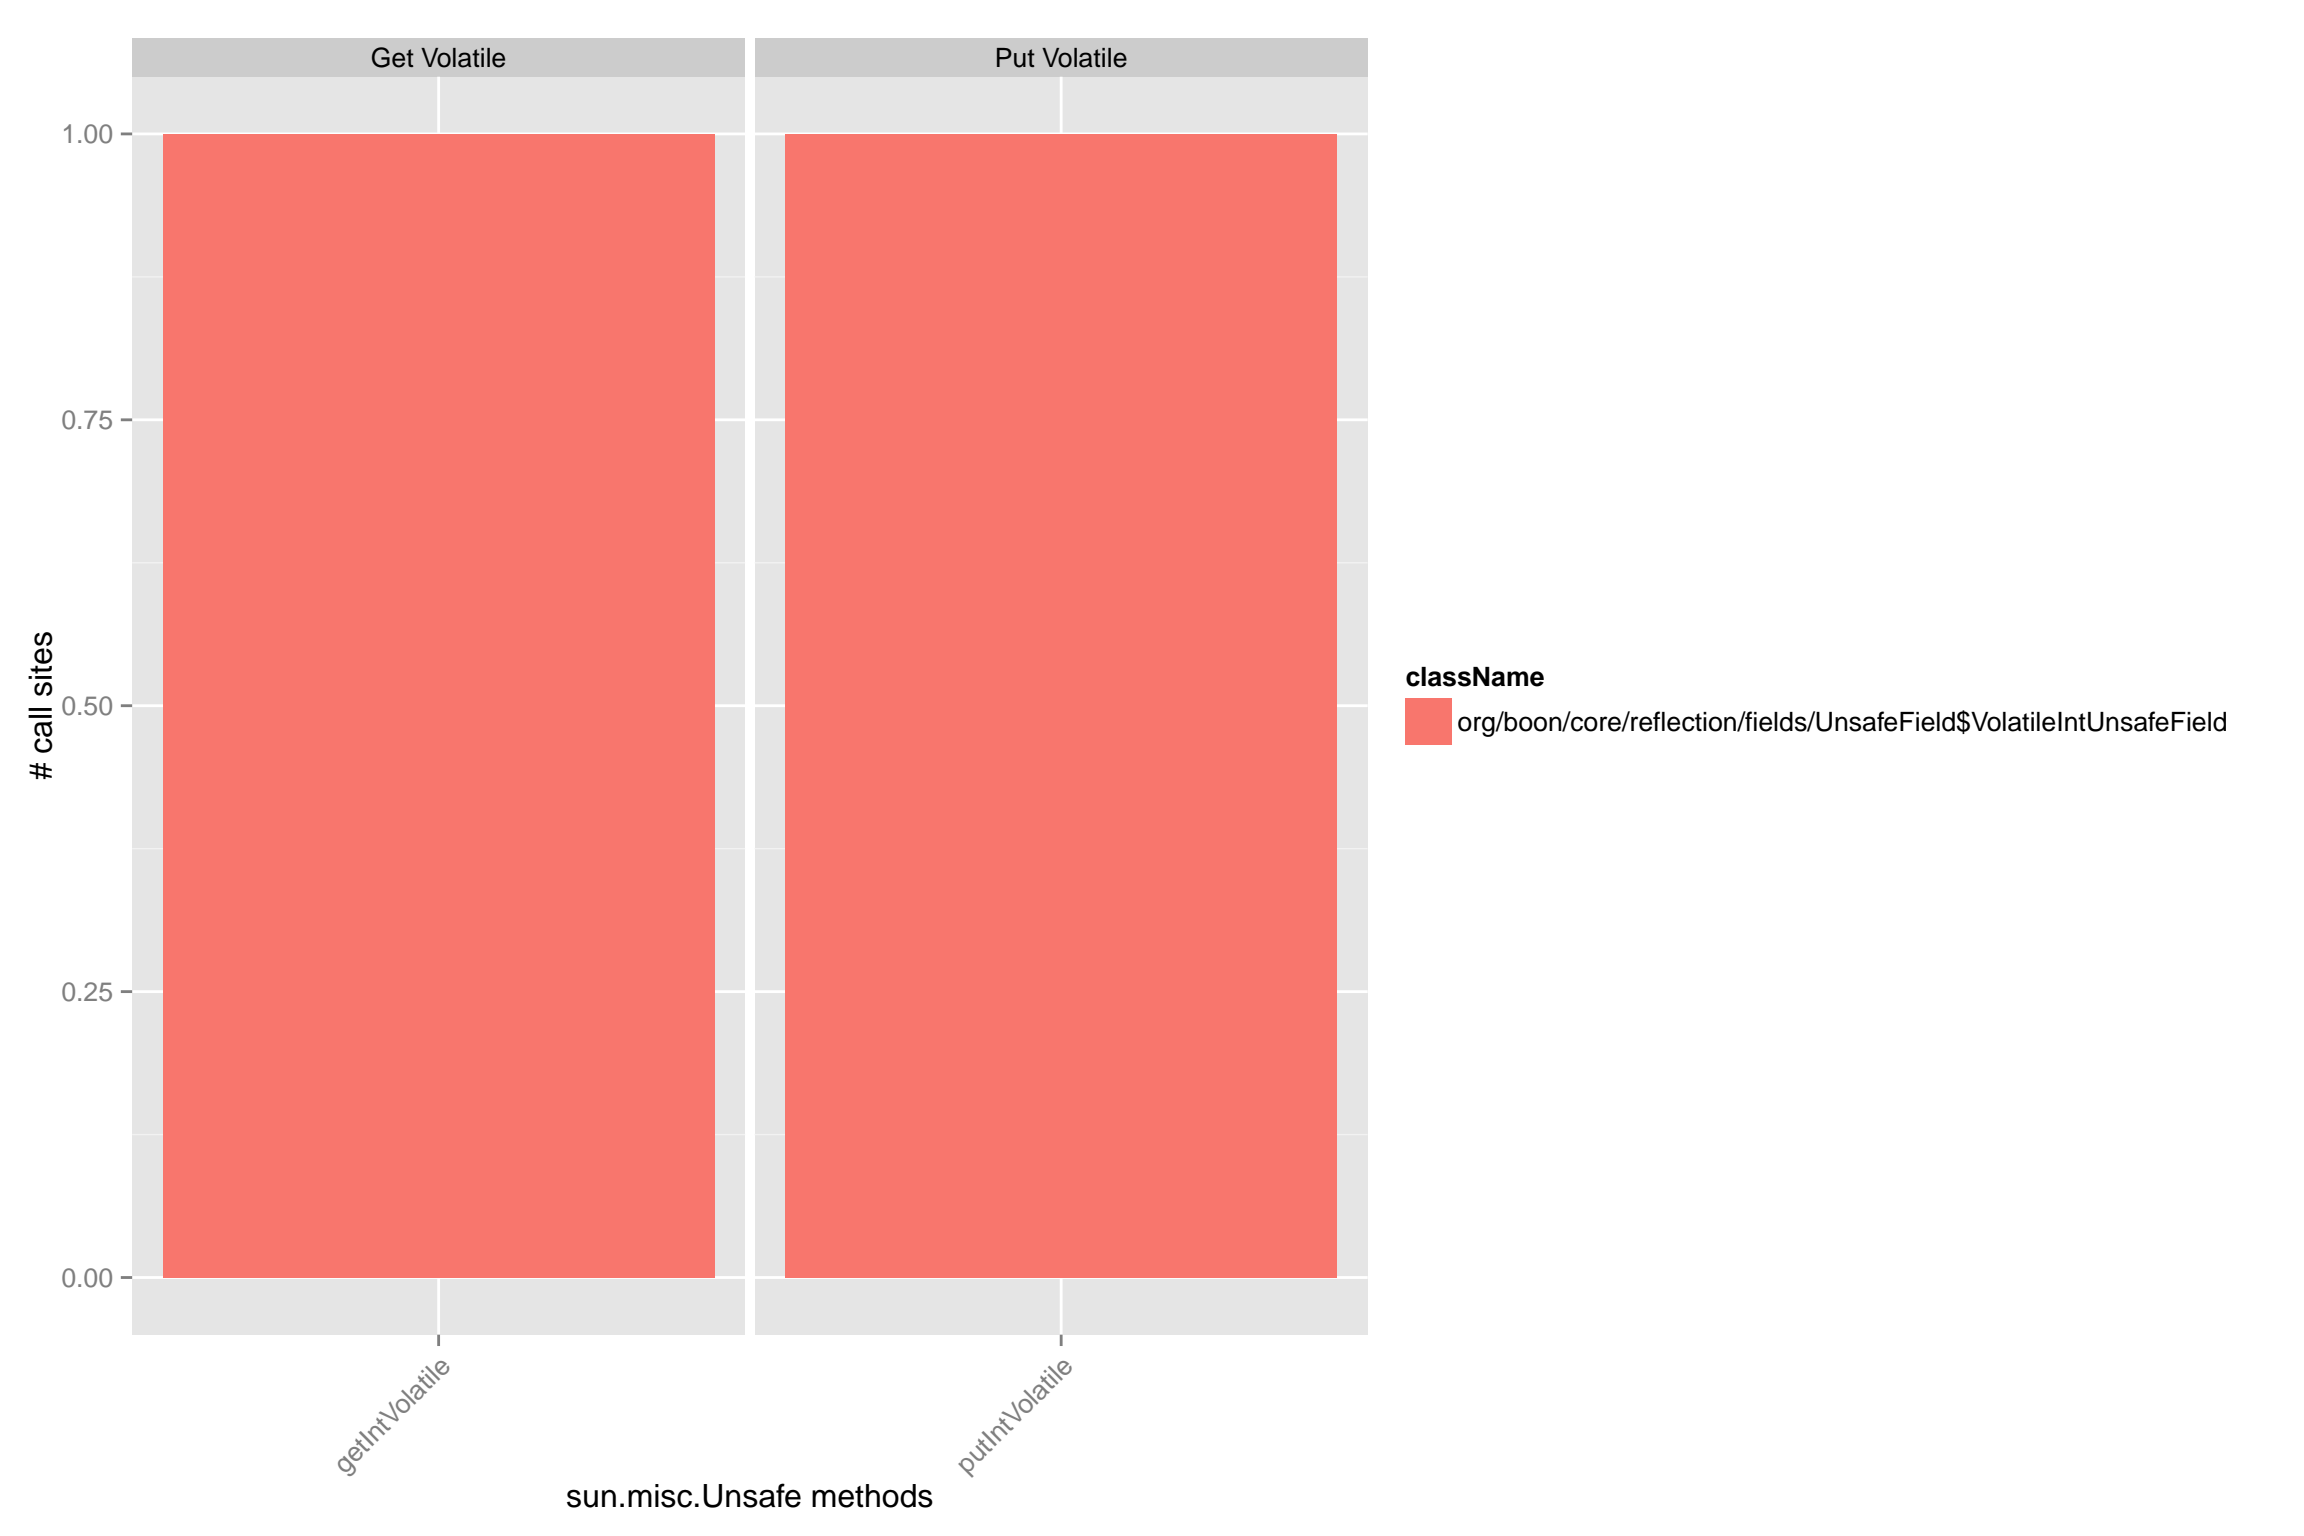 Get Volatile
Put Volatile
1.00
0.75
0.50
0.25
0.00
# call sites
getIntVolatile
putIntVolatile
sun.misc.Unsafe methods
className
org/boon/core/reflection/fields/UnsafeField$VolatileIntUnsafeField